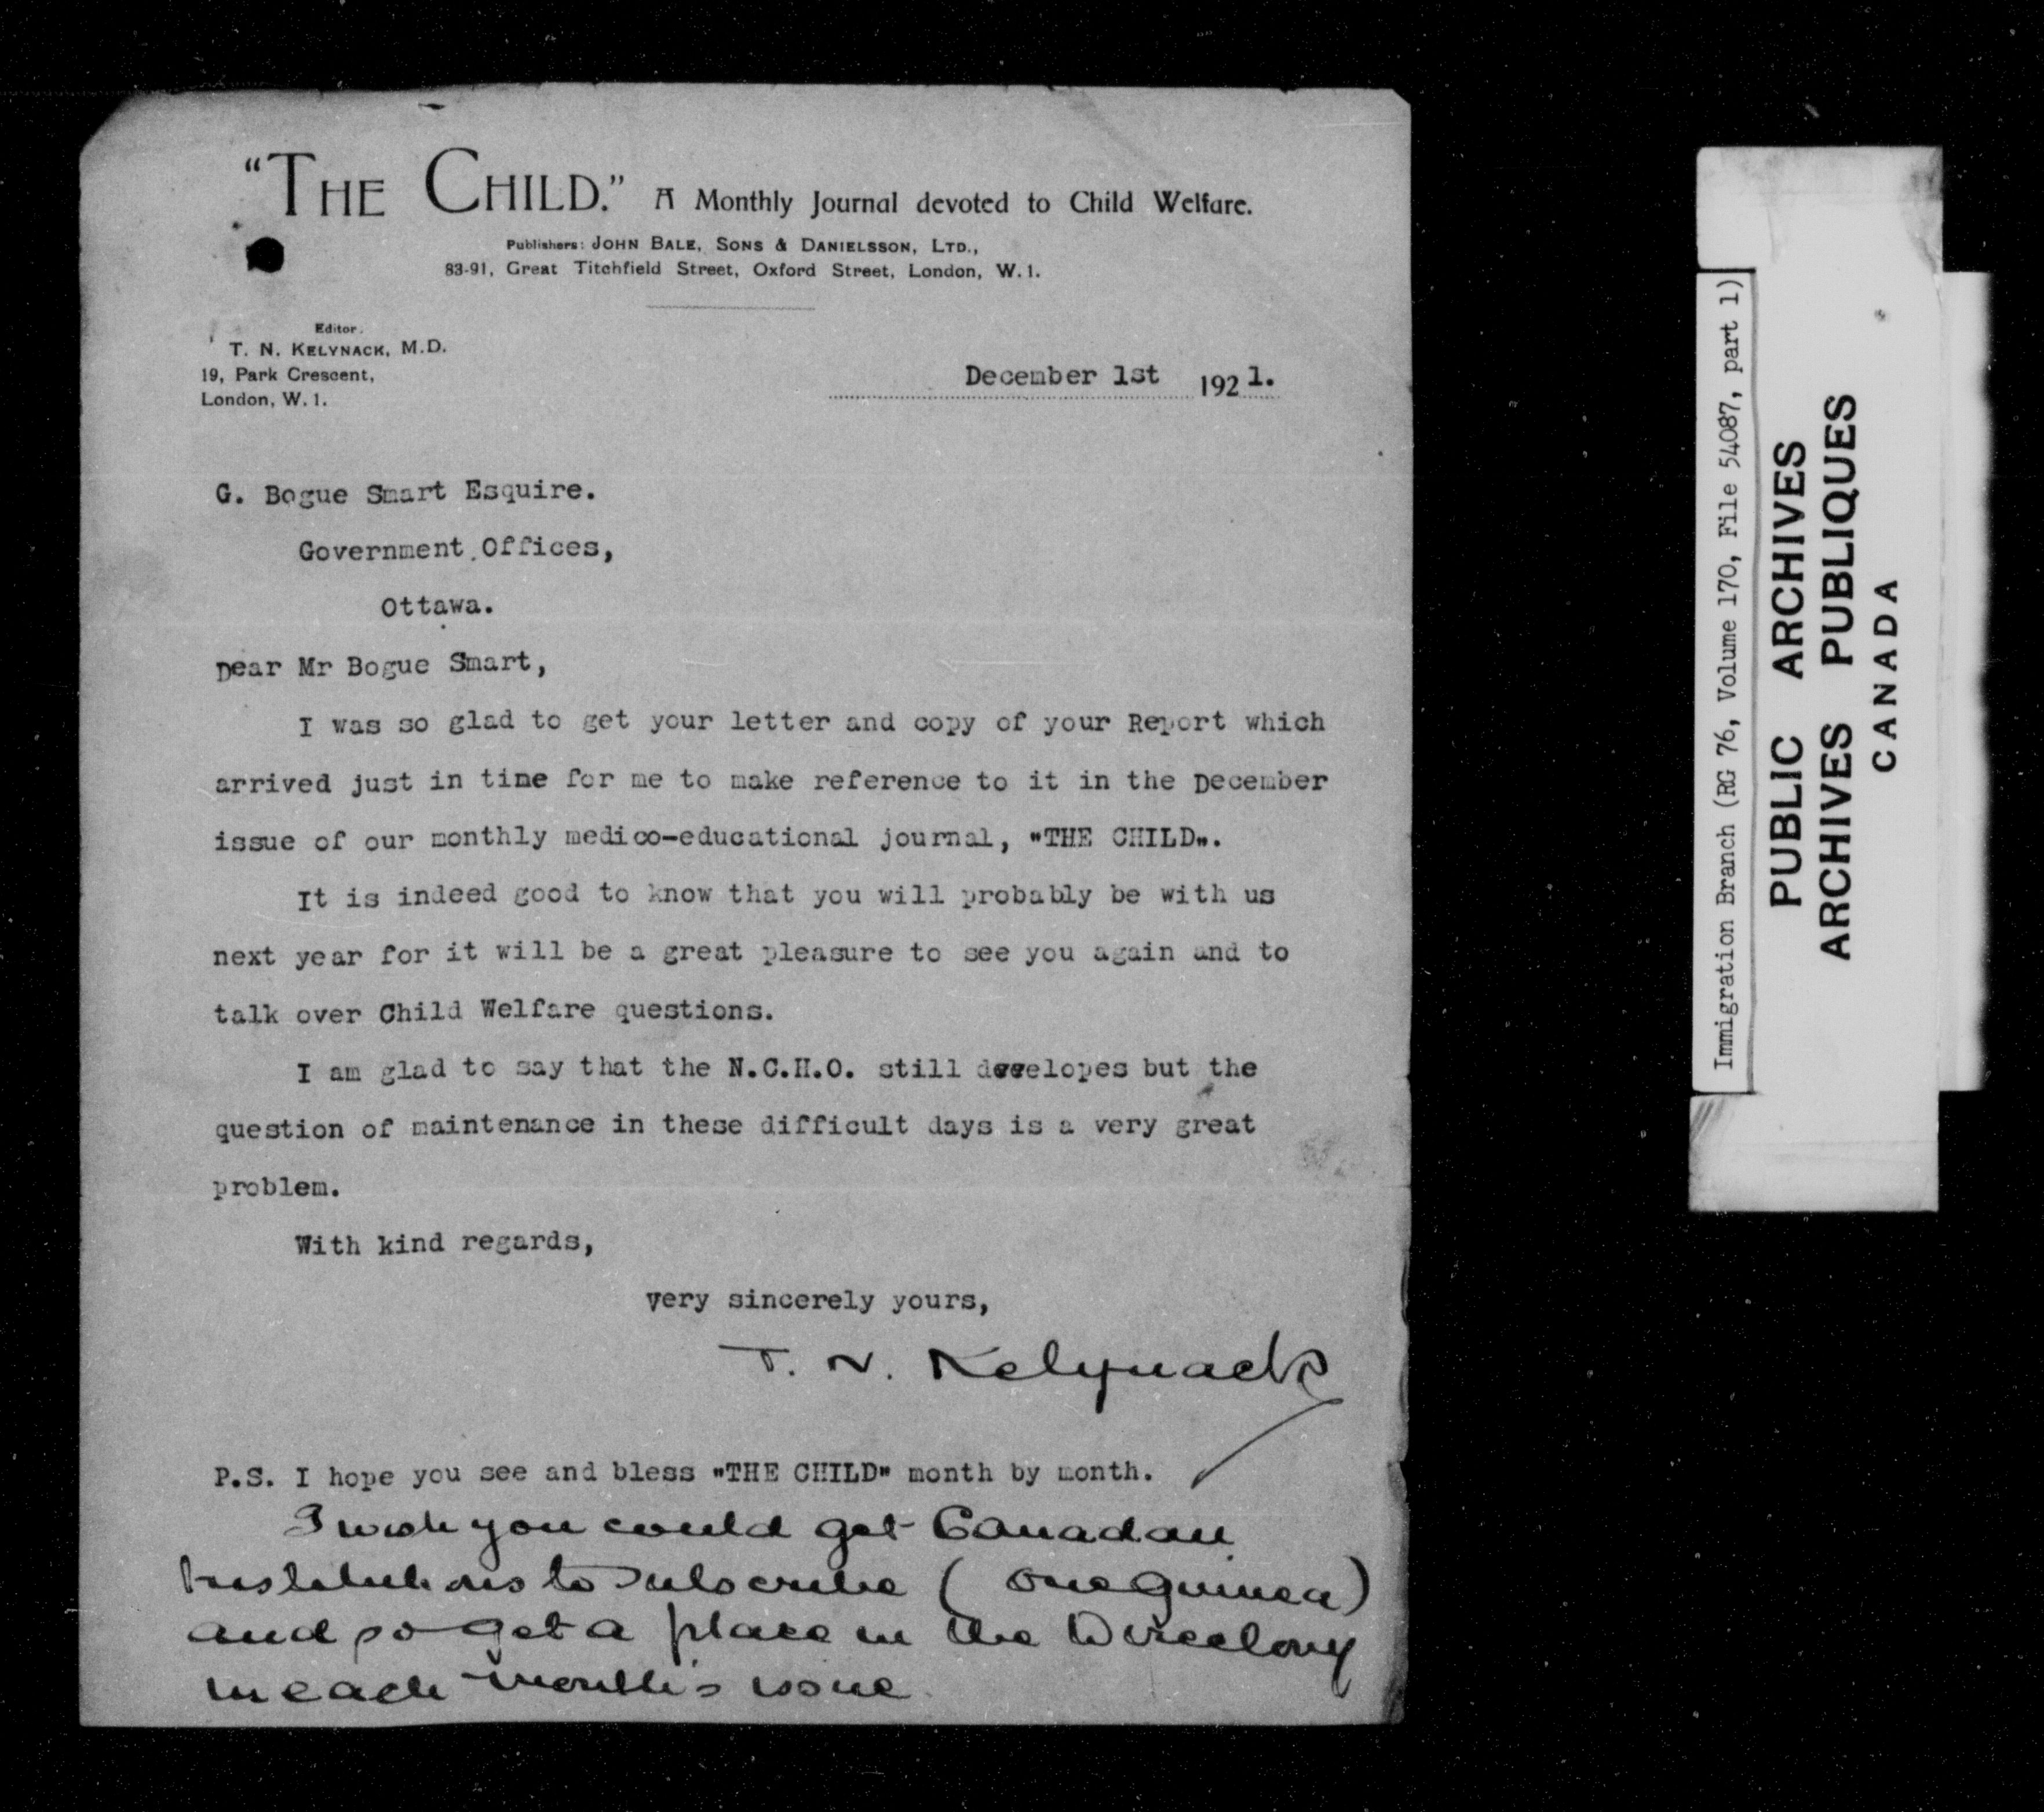 "THE CHILD." A Monthly Journal devoted to Child Welfare.
Publishers: JOHN BALE, SONS & DANIELSSON, LTD.,
83-91, Great Titchfield Street, Oxford Street, London, W.1.
Editor.
T. N. KELYNACK, M.D.
19, Park Crescent,
London, W.1.
December 1st 1921.
G. Bogue Smart Esquire.
Government Offices,
Ottawa.
Dear Mr Bogue Smart,
I was so glad to get your letter and copy of your Report which
arrived just in time for me to make reference to it in the December
issue of our monthly medico-educational journal, "THE CHILD".
It is indeed good to know that you will probably be with us
next year for it will be a great pleasure to see you again and to
talk over Child Welfare questions.
I am glad to say that the N.C.H.O. still developes but the
question of maintenance in these difficult days is a very great
problem.
With kind regards,
Very sincerely yours,
T. N. Kelynack
P.S. I hope you see and bless "THE CHILD" month by month.
I wish you could get Canadian
Institutions to subscribe (one guinea)
and so get a place in the Directory
in each month's issue.
Immigration Branch (RG 76, Volume 170, File 54087, part 1)
PUBLIC ARCHIVES
ARCHIVES PUBLIQUES
CANADA